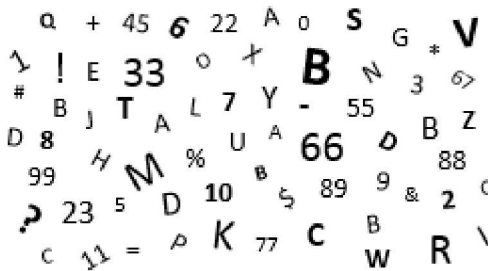 Q + 45 6 22 A 0 S G * V
1 ! E 33 O X B N 3 67
# B J T A L 7 Y - 55 B Z
D 8 H M % U A 66 D 88
99 23 5 D 10 B $ 89 9 & 2
? C 11 = P K 77 C B W R